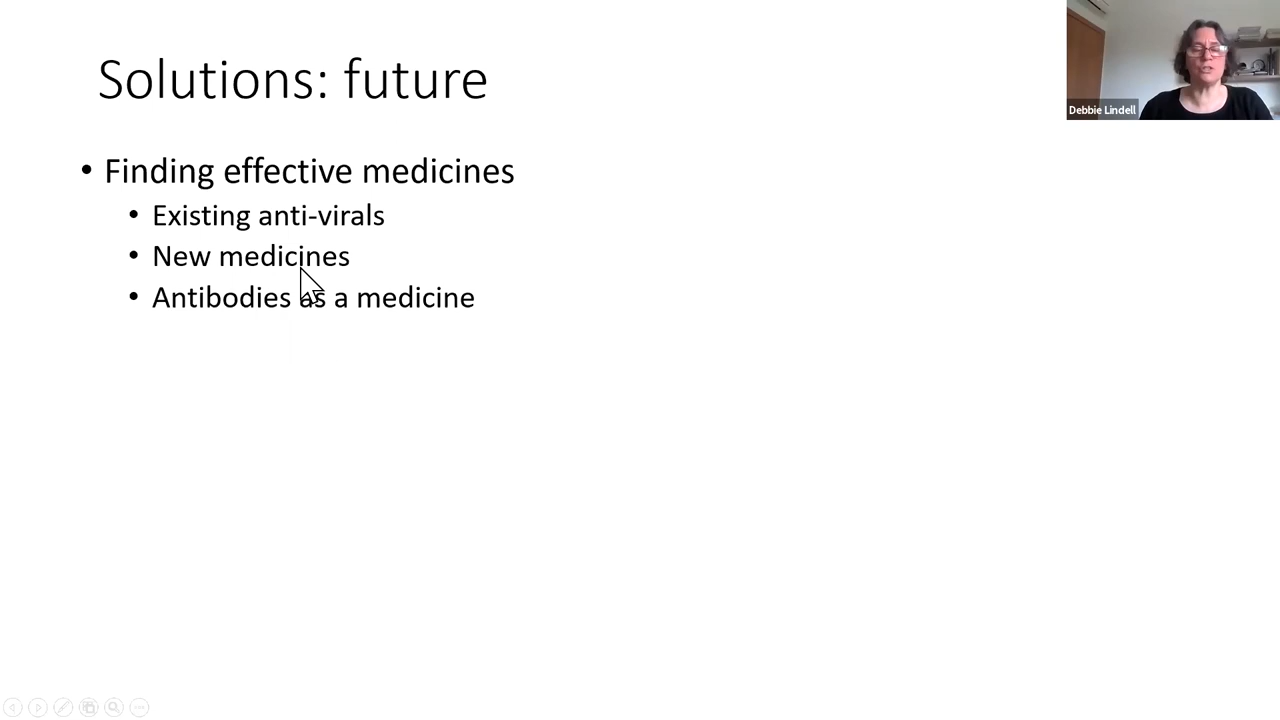 Solutions: future
Debbie Lindell
• Finding effective medicines
• Existing anti-virals
• New medicines
• Antibodies as a medicine